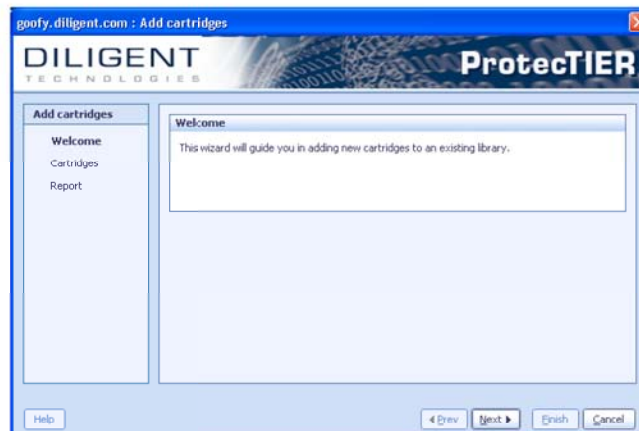 goofy.diligent.com : Add cartridges
DILIGENT
TECHNOLOGIES
ProtecTIER
Add cartridges
Welcome
Cartridges
Report
Welcome
This wizard will guide you in adding new cartridges to an existing library.
Help
Prev
Next
Finish
Cancel